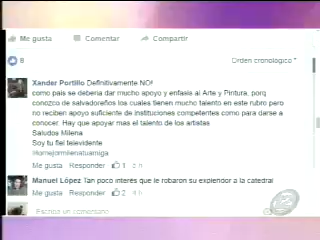 Me gusta Comentar Compartir
8 Orden cronológico
Xander Portillo Definitivamente NO!
como país se debería dar mucho apoyo y enfasis al Arte y Pintura, porq
conozco de salvadoreños los cuales tienen mucho talento en este rubro pero
no reciben apoyo suficiente de instituciones competentes como para darse a
conocer. Hay que apoyar mas el talento de los artistas
Saludos Milena
Soy tu fiel televidente
#comejormilenatuamiga
Me gusta Responder 1
Manuel López Tan poco interés que le robaron su explendor a la catedral
Me gusta Responder 2
Escribe un comentario